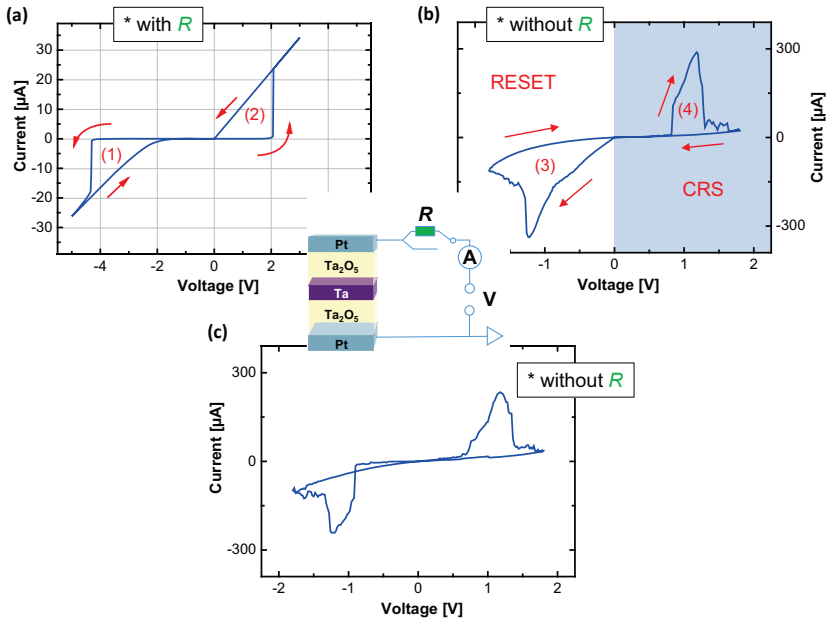 (a)
* with R
Current [µA]
30
20
10
0
-10
-20
-30
(1)
(2)
-4
-2
0
2
4
Voltage [V]
(b)
* without R
RESET
(4)
(3)
CRS
300
0
-300
Current [µA]
-1
0
1
2
Voltage [V]
R
A
V
Pt
Ta₂O₅
Ta
Ta₂O₅
Pt
(c)
* without R
Current [µA]
300
0
-300
-2
-1
0
1
2
Voltage [V]